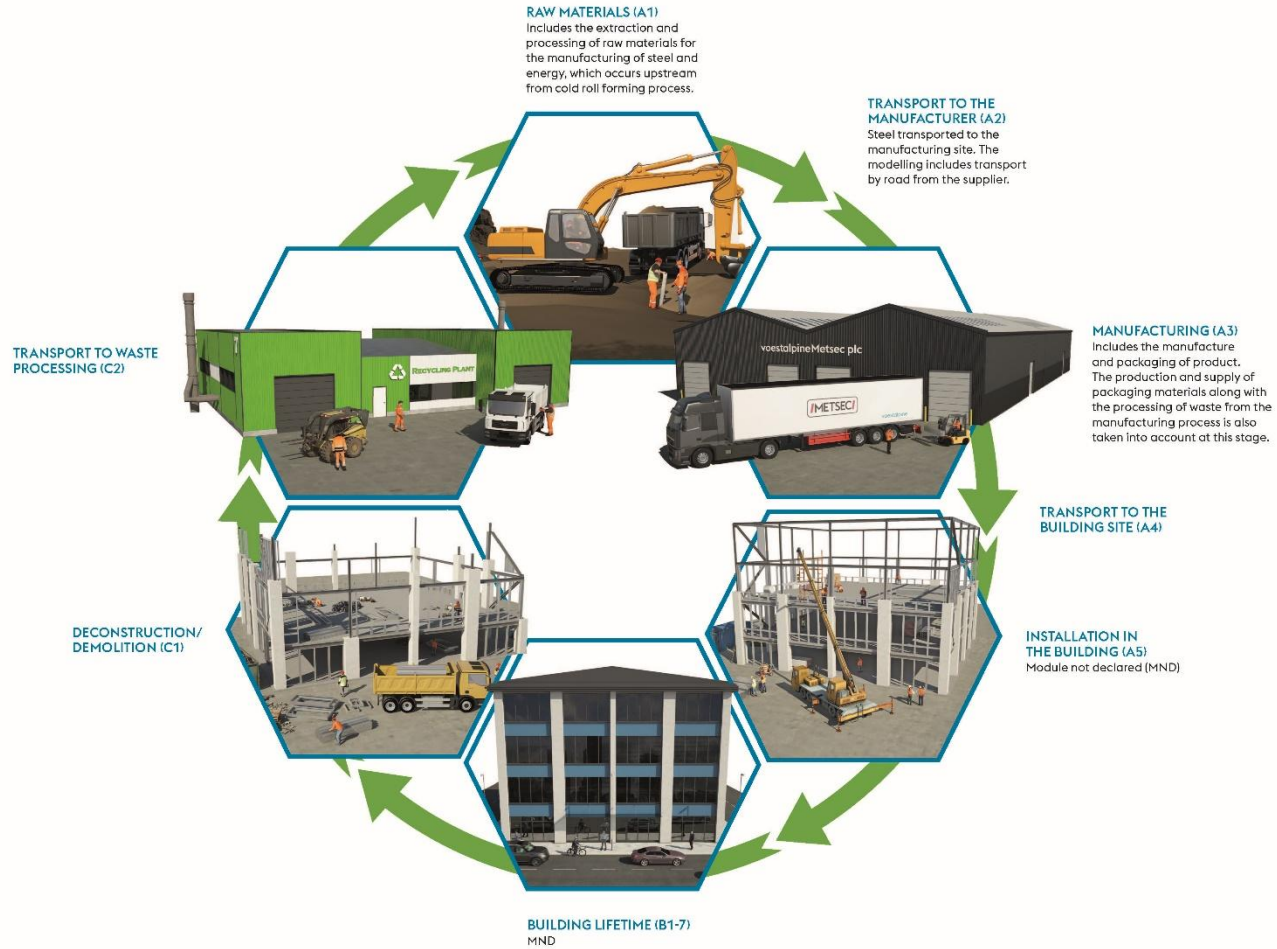 RAW MATERIALS (A1)
Includes the extraction and
processing of raw materials for
the manufacturing of steel and
energy, which occurs upstream
from cold roll forming process.
TRANSPORT TO THE
MANUFACTURER (A2)
Steel transported to the
manufacturing site. The
modelling includes transport
by road from the supplier.
voestalpine Metsec plc
/METSEC/
voestalpine
MANUFACTURING (A3)
Includes the manufacture
and packaging of product.
The production and supply of
packaging materials along with
the processing of waste from the
manufacturing process is also
taken into account at this stage.
TRANSPORT TO THE
BUILDING SITE (A4)
INSTALLATION IN
THE BUILDING (A5)
Module not declared (MND)
BUILDING LIFETIME (B1-7)
MND
DECONSTRUCTION/
DEMOLITION (C1)
TRANSPORT TO WASTE
PROCESSING (C2)
RECYCLING PLANT